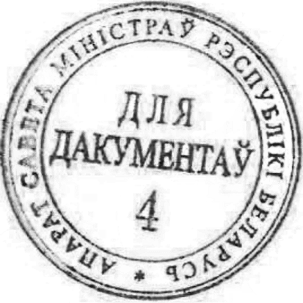 АПАРАТ САВЕТА МІНІСТРАЎ РЭСПУБЛІКІ БЕЛАРУСЬ *
ДЛЯ
ДАКУМЕНТАЎ
4